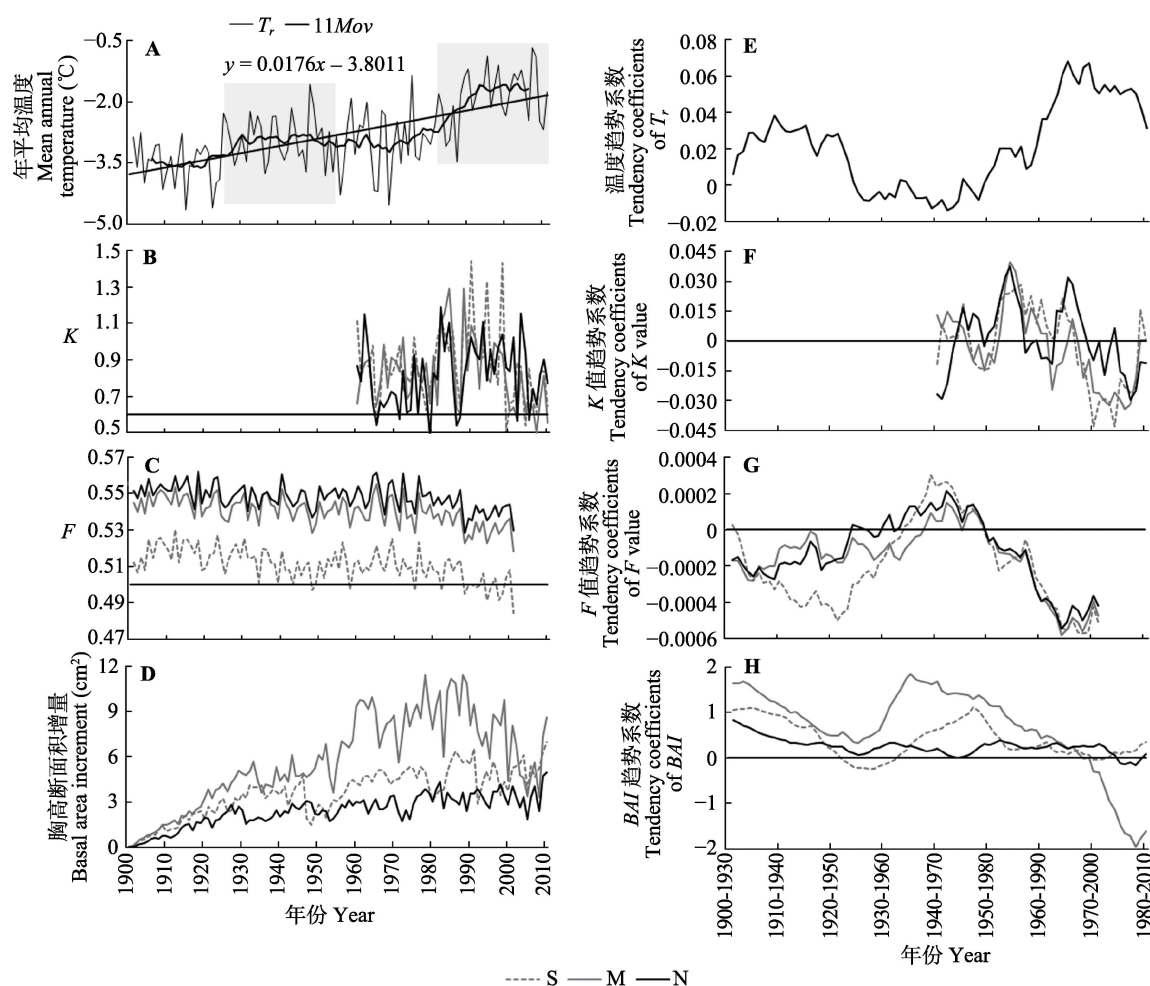 T_r 11Mov
A
y = 0.0176x – 3.8011
年平均温度
Mean annual
temperature (℃)
−0.5
−2.0
−3.5
−5.0
B
K
1.5
1.3
1.1
0.9
0.7
0.5
C
F
0.57
0.55
0.53
0.51
0.49
0.47
D
胸高断面积增量
Basal area increment (cm²)
12
9
6
3
0
1900 1910 1920 1930 1940 1950 1960 1970 1980 1990 2000 2010
年份 Year
E
温度趋势系数
Tendency coefficients
of T_r
0.08
0.06
0.04
0.02
0
−0.02
F
K 值趋势系数
Tendency coefficients
of K value
0.045
0.030
0.015
0
−0.015
−0.030
−0.045
G
F 值趋势系数
Tendency coefficients
of F value
0.0004
0.0002
0
−0.0002
−0.0004
−0.0006
H
BAI 趋势系数
Tendency coefficients
of BAI
2
1
0
−1
−2
1900-1930 1910-1940 1920-1950 1930-1960 1940-1970 1950-1980 1960-1990 1970-2000 1980-2010
年份 Year
S M N